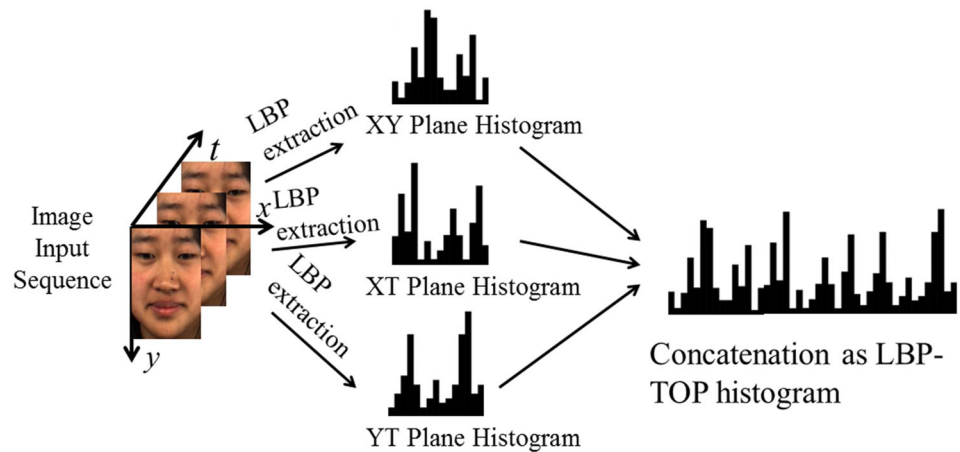 LBP
extraction
XY Plane Histogram
t
Image
Input
Sequence
x
LBP
extraction
XT Plane Histogram
LBP
extraction
y
YT Plane Histogram
Concatenation as LBP-
TOP histogram